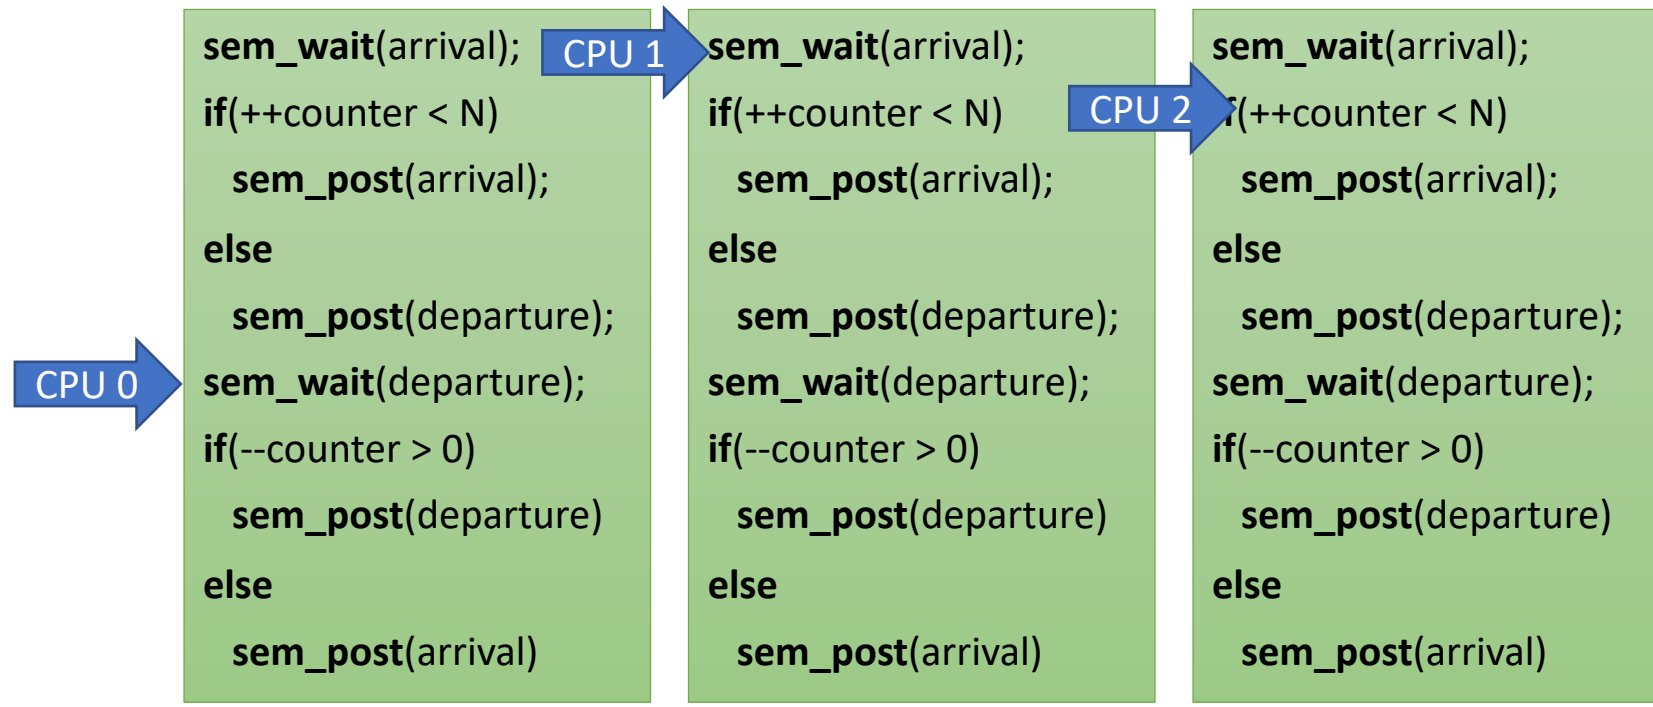 sem_wait(arrival);
if(++counter < N)
sem_post(arrival);
else
sem_post(departure);
CPU 0
sem_wait(departure);
if(--counter > 0)
sem_post(departure)
else
sem_post(arrival)
CPU 1
sem_wait(arrival);
if(++counter < N)
sem_post(arrival);
else
sem_post(departure);
sem_wait(departure);
if(--counter > 0)
sem_post(departure)
else
sem_post(arrival)
sem_wait(arrival);
CPU 2
f(++counter < N)
sem_post(arrival);
else
sem_post(departure);
sem_wait(departure);
if(--counter > 0)
sem_post(departure)
else
sem_post(arrival)